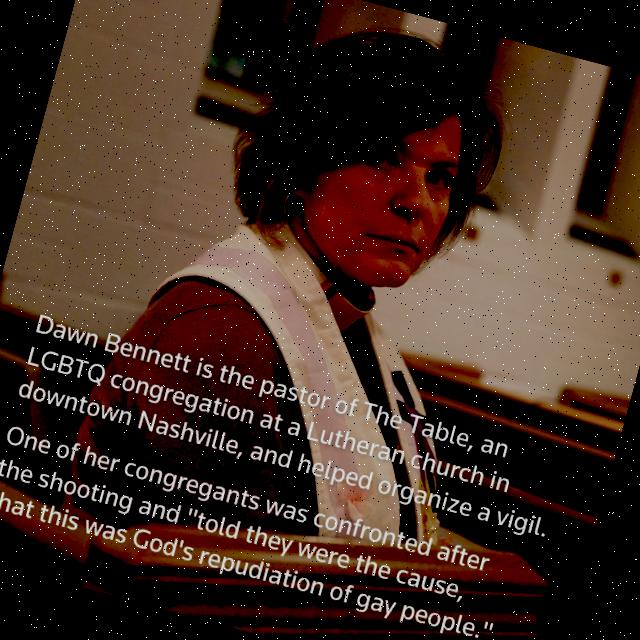 Dawn Bennett is the pastor of The Table, an
LGBTQ congregation at a Lutheran church in
downtown Nashville, and helped organize a vigil.
One of her congregants was confronted after
the shooting and "told they were the cause,
hat this was God's repudiation of gay people."